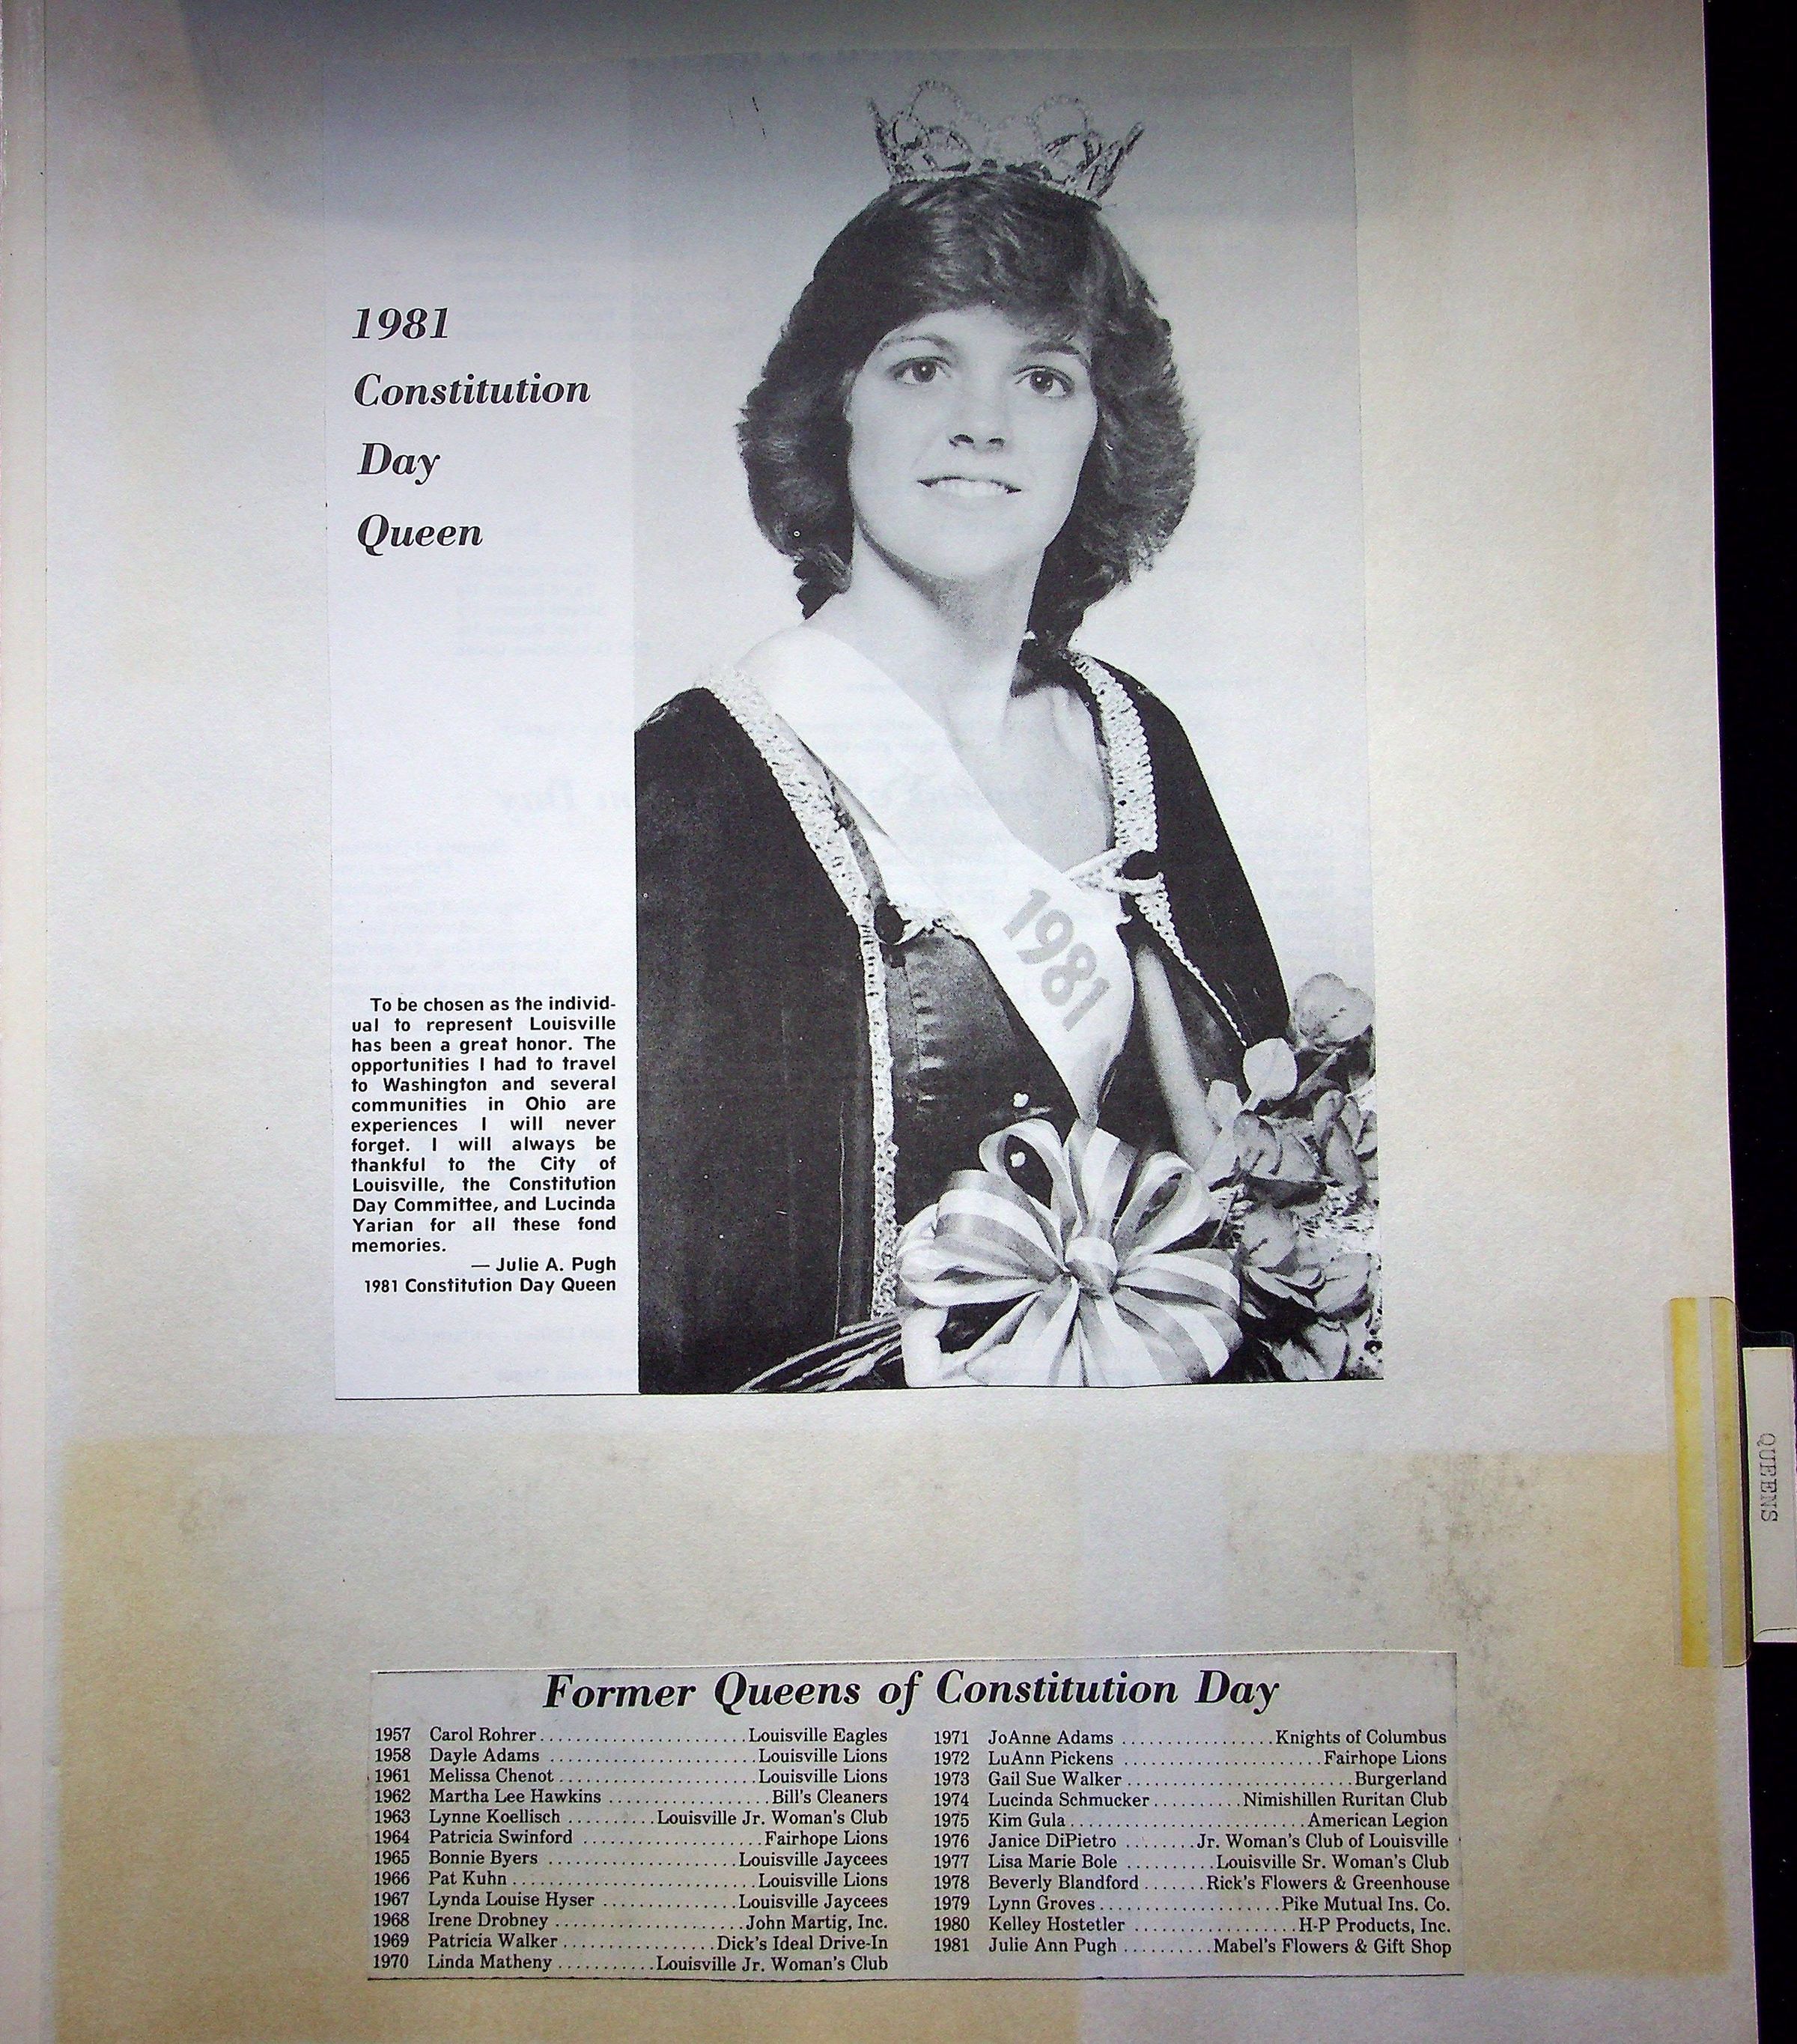 1981
Constitution
Day
Queen
1981
To be chosen as the individ-
ual to represent Louisville
has been a great honor. The
opportunities I had to travel
to Washington and several
communities in Ohio are
experiences I will never
forget. I will always be
thankful to the City of
Louisville, the Constitution
Day Committee, and Lucinda
Yarian for all these fond
memories.
— Julie A. Pugh
1981 Constitution Day Queen
QUEENS
Former Queens of Constitution Day
1957 Carol Rohrer........................Louisville Eagles
1958 Dayle Adams ........................Louisville Lions
1961 Melissa Chenot.......................Louisville Lions
1962 Martha Lee Hawkins ...................Bill's Cleaners
1963 Lynne Koellisch ..........Louisville Jr. Woman's Club
1964 Patricia Swinford .....................Fairhope Lions
1965 Bonnie Byers ......................Louisville Jaycees
1966 Pat Kuhn............................Louisville Lions
1967 Lynda Louise Hyser ................Louisville Jaycees
1968 Irene Drobney ......................John Martig, Inc.
1969 Patricia Walker..................Dick's Ideal Drive-In
1970 Linda Matheny ...........Louisville Jr. Woman's Club
1971 JoAnne Adams ..................Knights of Columbus
1972 LuAnn Pickens .......................Fairhope Lions
1973 Gail Sue Walker..........................Burgerland
1974 Lucinda Schmucker..........Nimishillen Ruritan Club
1975 Kim Gula...........................American Legion
1976 Janice DiPietro ........Jr. Woman's Club of Louisville
1977 Lisa Marie Bole ..........Louisville Sr. Woman's Club
1978 Beverly Blandford.......Rick's Flowers & Greenhouse
1979 Lynn Groves.....................Pike Mutual Ins. Co.
1980 Kelley Hostetler ...................H-P Products, Inc.
1981 Julie Ann Pugh ..........Mabel's Flowers & Gift Shop